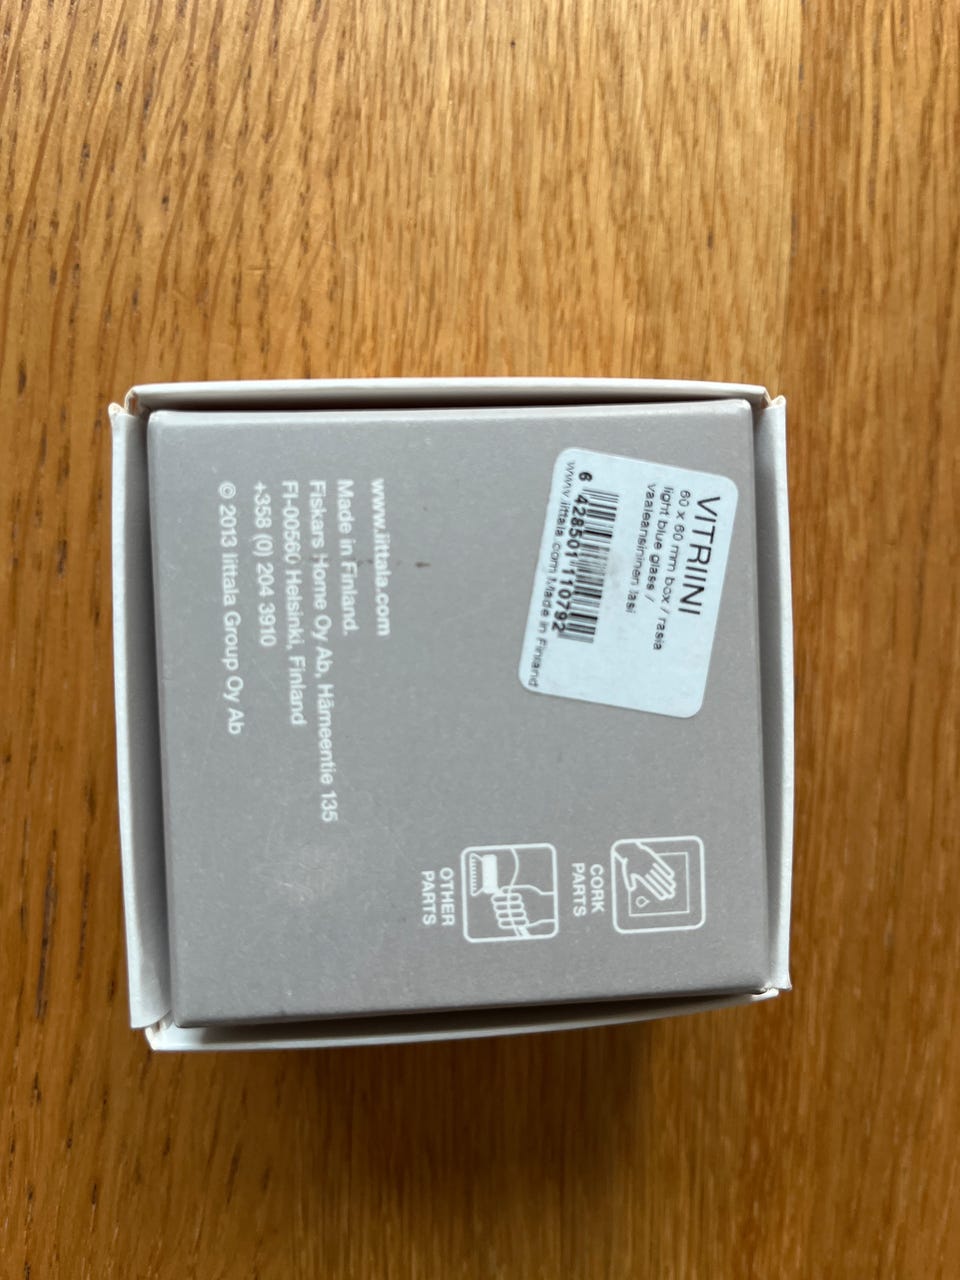 VITRIINI
60 x 60 mm box / rasia
light blue glass /
vaaleansininen lasi
6 428501 110792
www.iittala.com Made in Finland
CORK
PARTS
OTHER
PARTS
www.iittala.com
Made in Finland.
Fiskars Home Oy Ab, Hämeentie 135
FI-00560 Helsinki, Finland
+358 (0) 204 3910
© 2013 Iittala Group Oy Ab